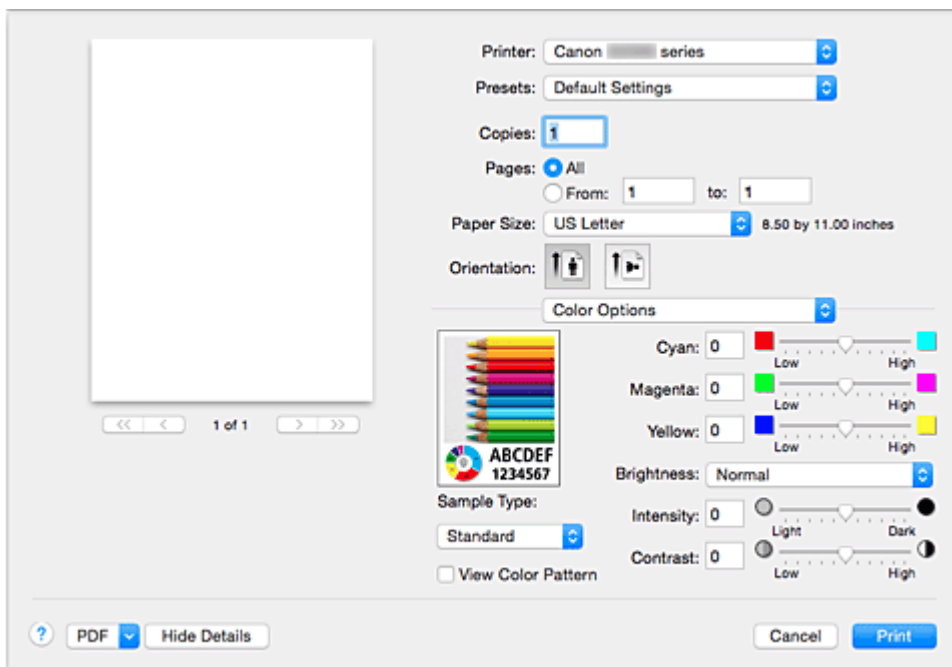 Printer: Canon series
Presets: Default Settings
Copies: 1
Pages: All
From: 1 to: 1
Paper Size: US Letter 8.50 by 11.00 inches
Orientation:
Color Options
1 of 1
ABCDEF
1234567
Sample Type:
Standard
View Color Pattern
Cyan: 0
Low High
Magenta: 0
Low High
Yellow: 0
Low High
Brightness: Normal
Intensity: 0
Light Dark
Contrast: 0
Low High
? PDF Hide Details Cancel Print